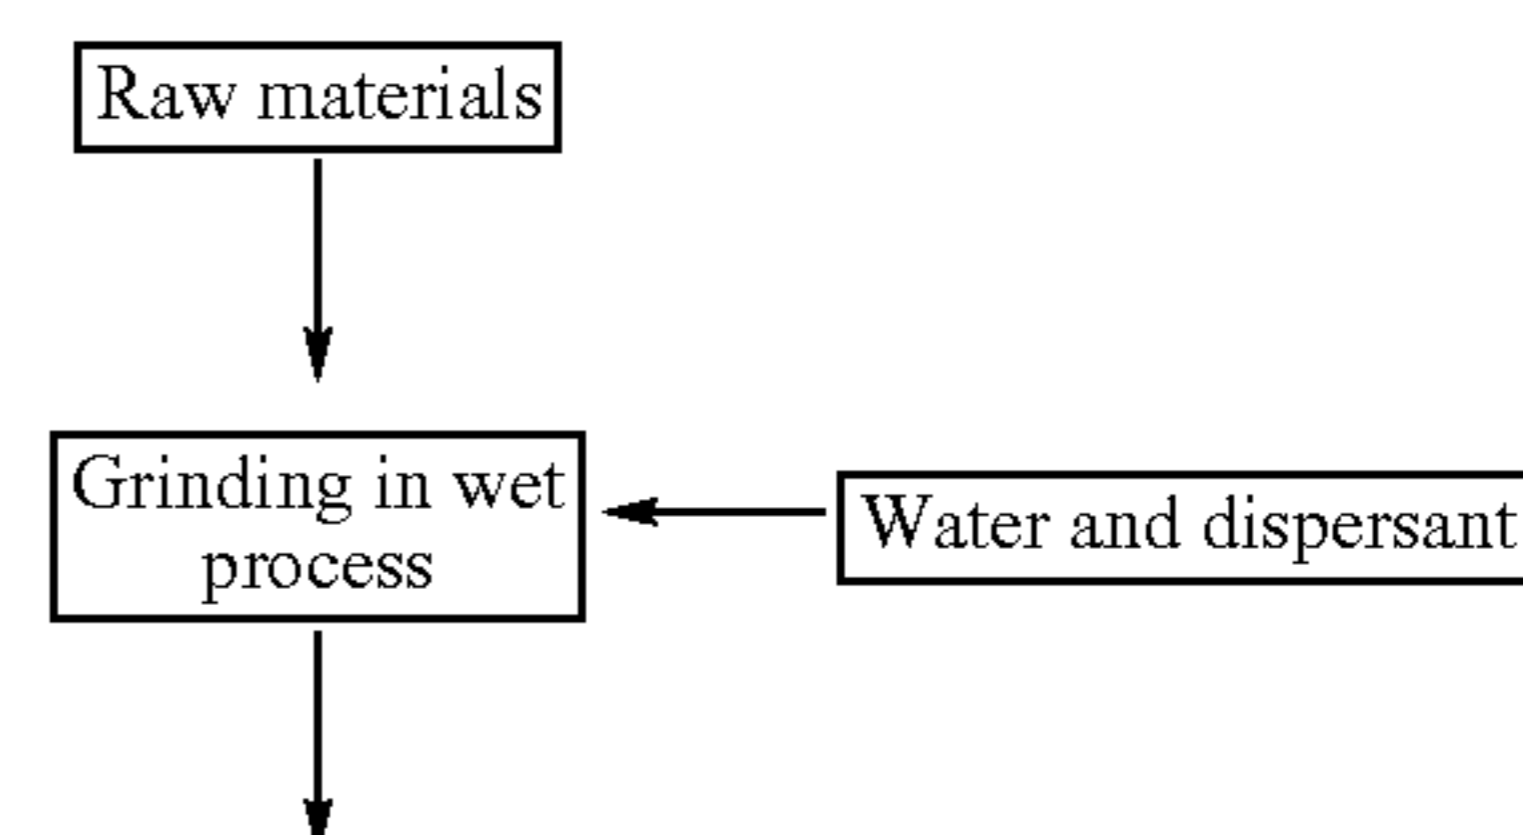 Raw materials
Grinding in wet
process
Water and dispersant